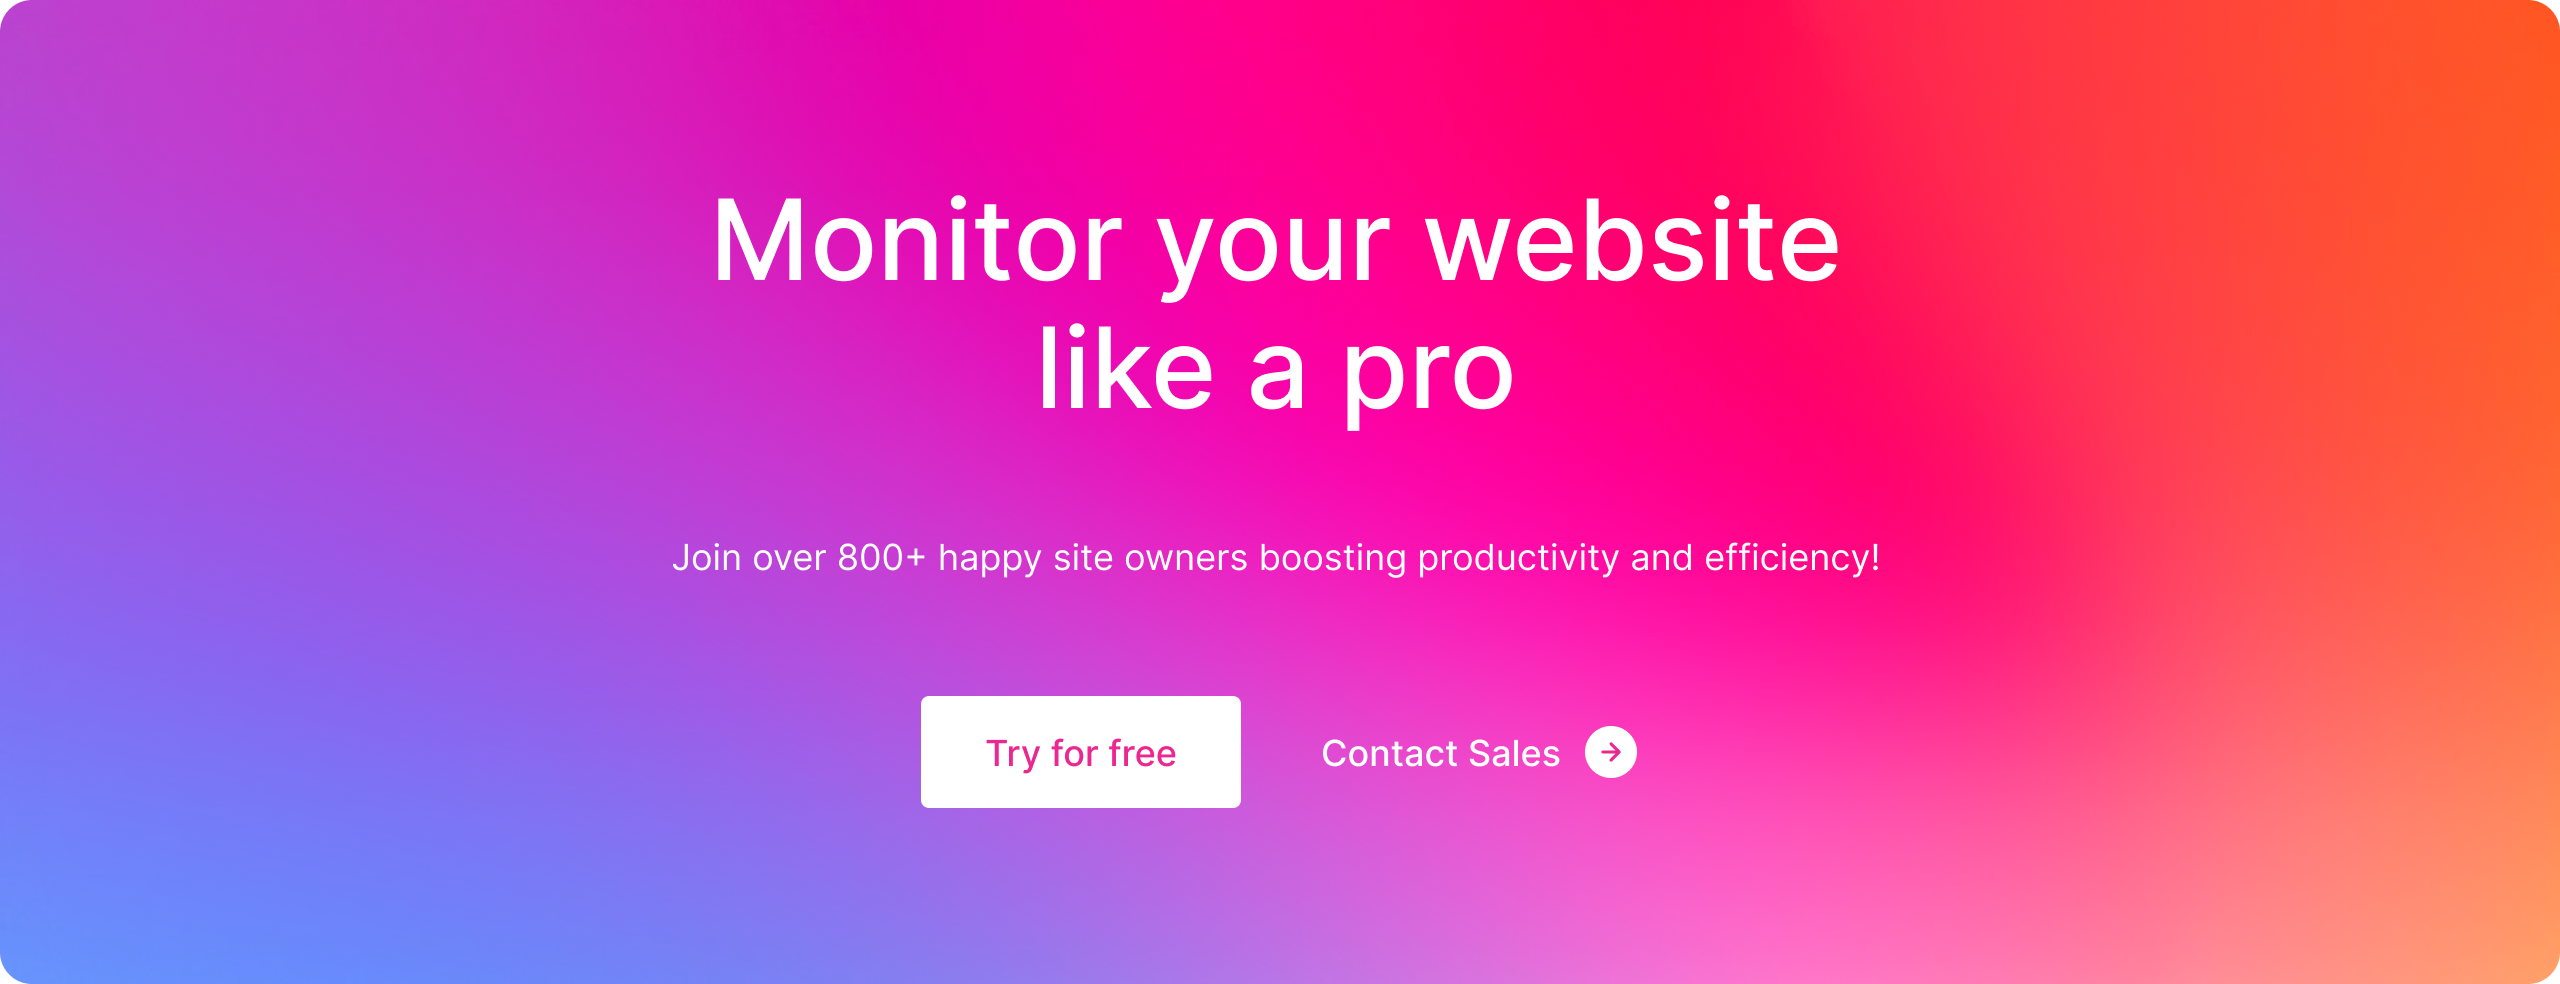 Monitor your website
like a pro
Join over 800+ happy site owners boosting productivity and efficiency!
Try for free
Contact Sales